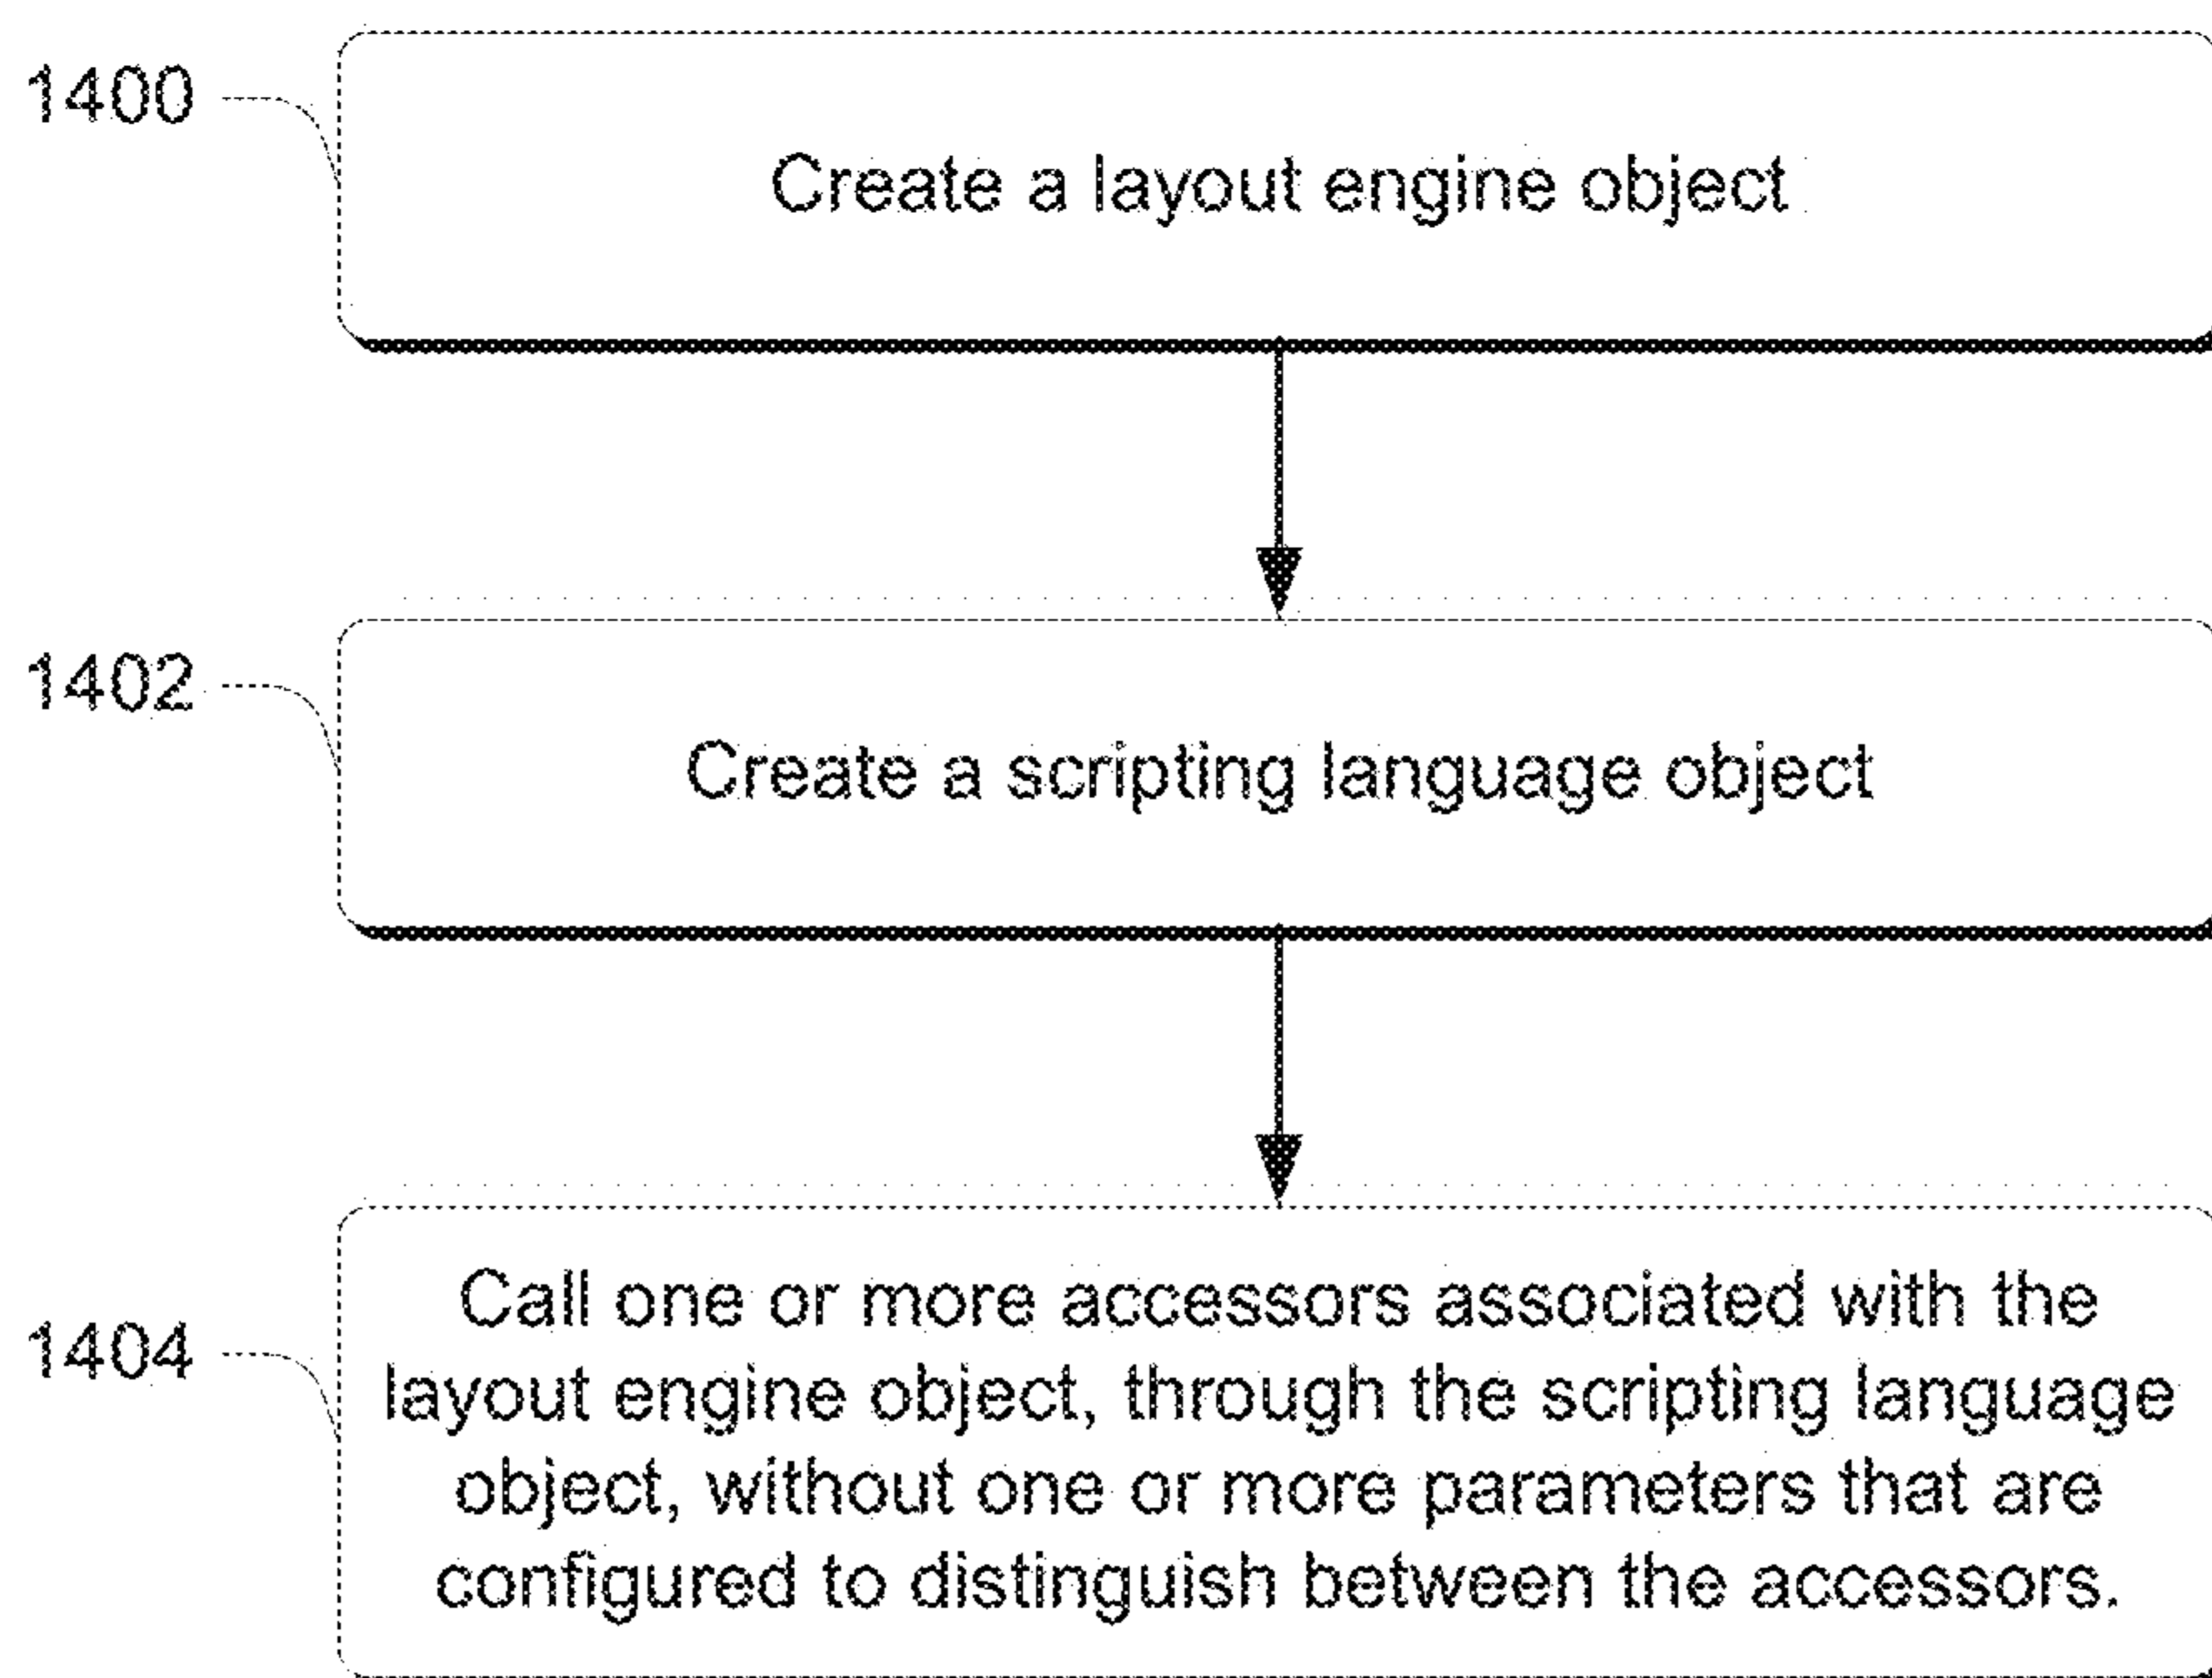 1400
Create a layout engine object
1402
Create a scripting language object
1404
Call one or more accessors associated with the
layout engine object, through the scripting language
object, without one or more parameters that are
configured to distinguish between the accessors.